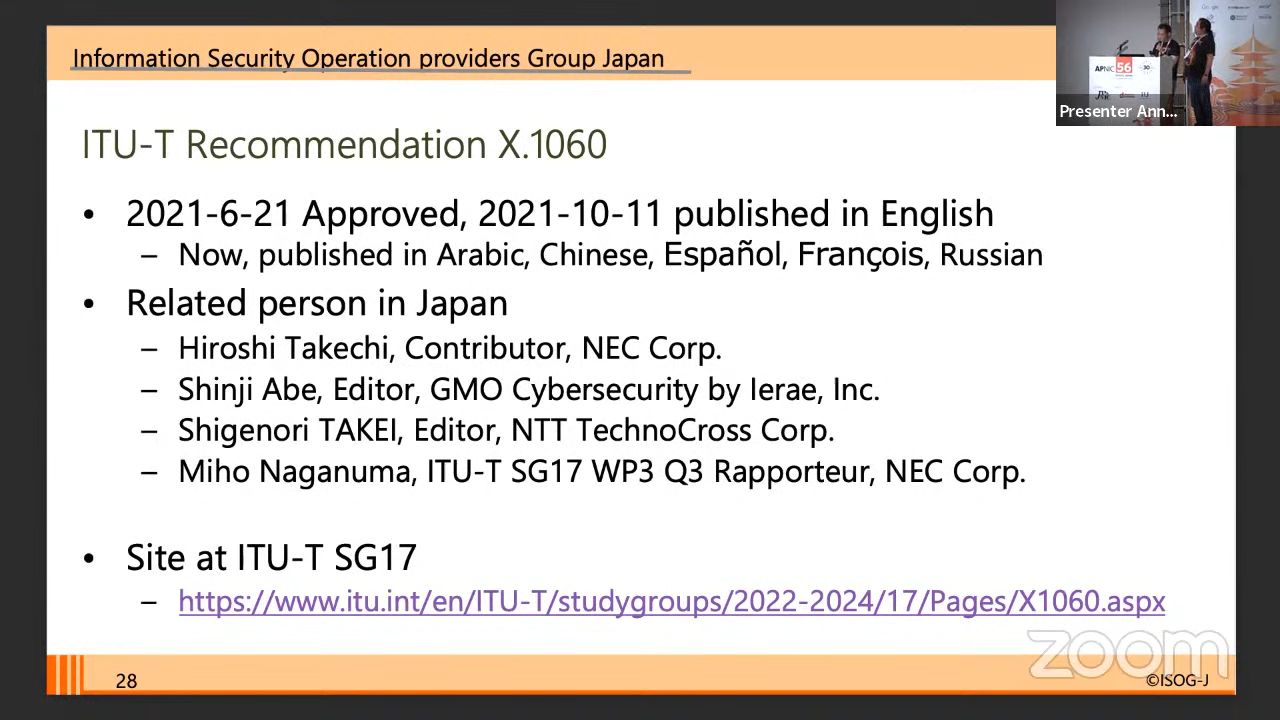 Information Security Operation providers Group Japan
APNIC 56
Presenter Ann...
ITU-T Recommendation X.1060
• 2021-6-21 Approved, 2021-10-11 published in English
– Now, published in Arabic, Chinese, Español, François, Russian
• Related person in Japan
– Hiroshi Takechi, Contributor, NEC Corp.
– Shinji Abe, Editor, GMO Cybersecurity by Ierae, Inc.
– Shigenori TAKEI, Editor, NTT TechnoCross Corp.
– Miho Naganuma, ITU-T SG17 WP3 Q3 Rapporteur, NEC Corp.
• Site at ITU-T SG17
– https://www.itu.int/en/ITU-T/studygroups/2022-2024/17/Pages/X1060.aspx
zoom
28
©ISOG-J